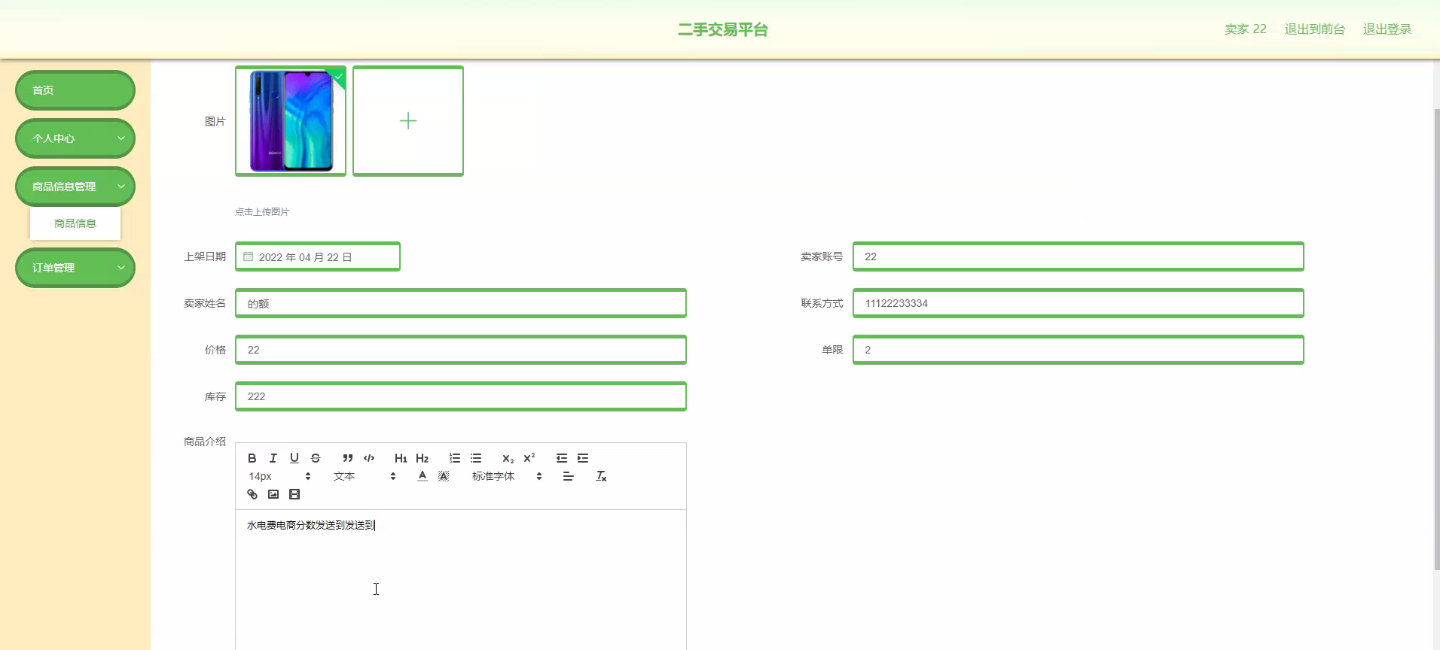 二手交易平台
卖家 22 退出到前台 退出登录
首页
个人中心
商品信息管理
商品信息
订单管理
图片
点击上传图片
上架日期 2022 年 04 月 22 日
卖家账号 22
卖家姓名 的额
联系方式 11122233334
价格 22
单限 2
库存 222
商品介绍
B I U S H1 H2 X₂ X²
14px 文本 A A 标准字体 Tx
水电费电商分数发送到发送到